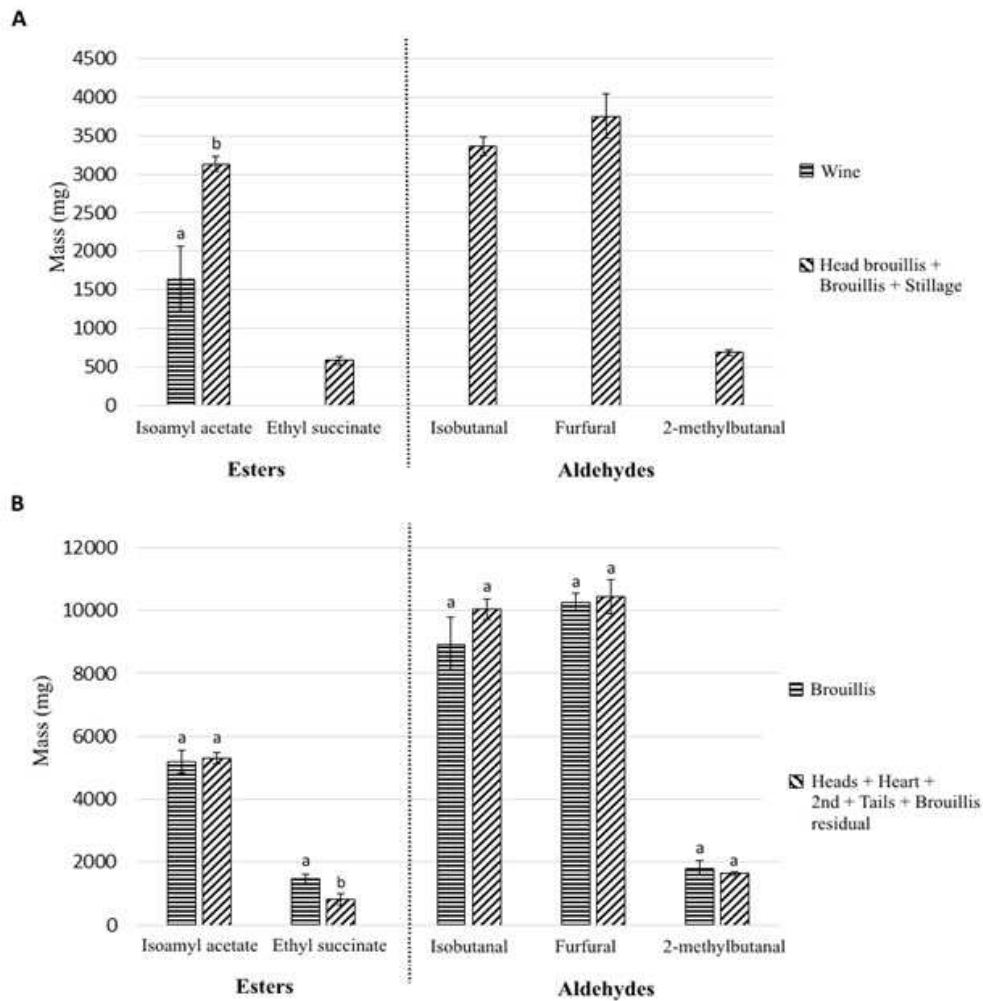 A
4500
4000
3500
3000
2500
2000
1500
1000
500
0
Mass (mg)
a
b
Isoamyl acetate
Ethyl succinate
Isobutanal
Furfural
2-methylbutanal
Esters
Aldehydes
Wine
Head brouillis +
Brouillis + Stillage
B
12000
10000
8000
6000
4000
2000
0
Mass (mg)
a
a
a
b
a
a
a
a
a
a
Isoamyl acetate
Ethyl succinate
Isobutanal
Furfural
2-methylbutanal
Esters
Aldehydes
Brouillis
Heads + Heart +
2nd + Tails + Brouillis
residual